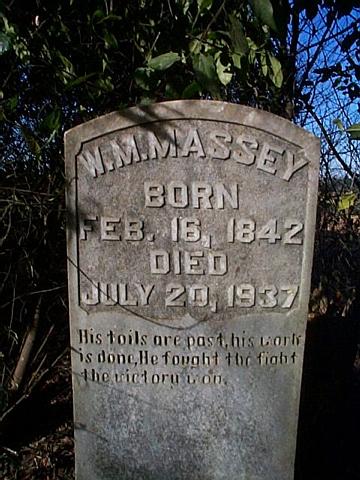 W.M.MASSEY
BORN
FEB. 16, 1842
DIED
JULY 20, 1937
His toils are past, his work
is done, He fought the fight
the victory won.